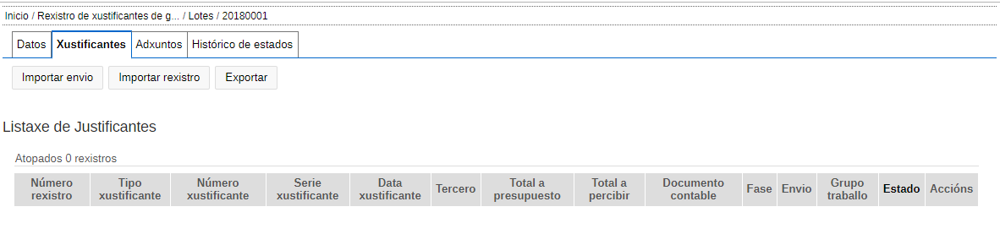 Inicio / Rexistro de xustificantes de g... / Lotes / 20180001
Datos Xustificantes Adxuntos Histórico de estados
Importar envio Importar rexistro Exportar
Listaxe de Justificantes
Atopados 0 rexistros
Número rexistro Tipo xustificante Número xustificante Serie xustificante Data xustificante Tercero Total a presupuesto Total a percibir Documento contable Fase Envio Grupo traballo Estado Accións